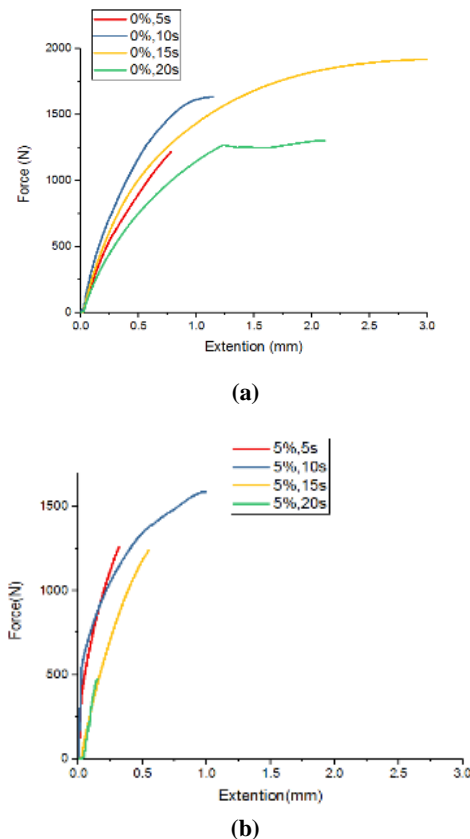 0%,5s
0%,10s
0%,15s
0%,20s
2000
1500
1000
500
0
Force (N)
0.0 0.5 1.0 1.5 2.0 2.5 3.0
Extention (mm)
(a)
5%,5s
5%,10s
5%,15s
5%,20s
1500
1000
500
0
Force(N)
0.0 0.5 1.0 1.5 2.0 2.5 3.0
Extention(mm)
(b)